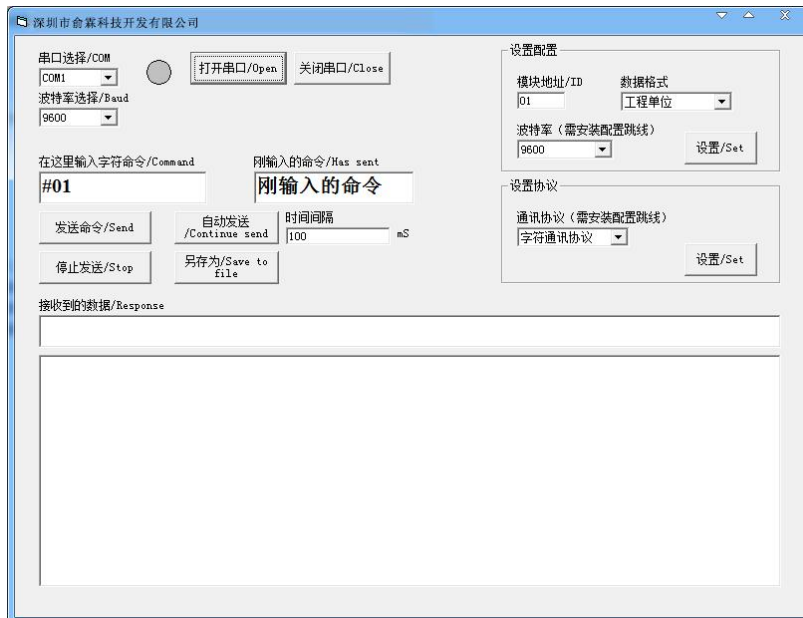 深圳市俞霖科技开发有限公司
串口选择/COM
COM1
打开串口/Open
关闭串口/Close
波特率选择/Baud
9600
在这里输入字符命令/Command
刚输入的命令/Has sent
#01
刚输入的命令
发送命令/Send
自动发送
/Continue send
时间间隔
100
mS
停止发送/Stop
另存为/Save to
file
设置配置
模块地址/ID
数据格式
01
工程单位
波特率（需安装配置跳线）
9600
设置/Set
设置协议
通讯协议（需安装配置跳线）
字符通讯协议
设置/Set
接收到的数据/Response